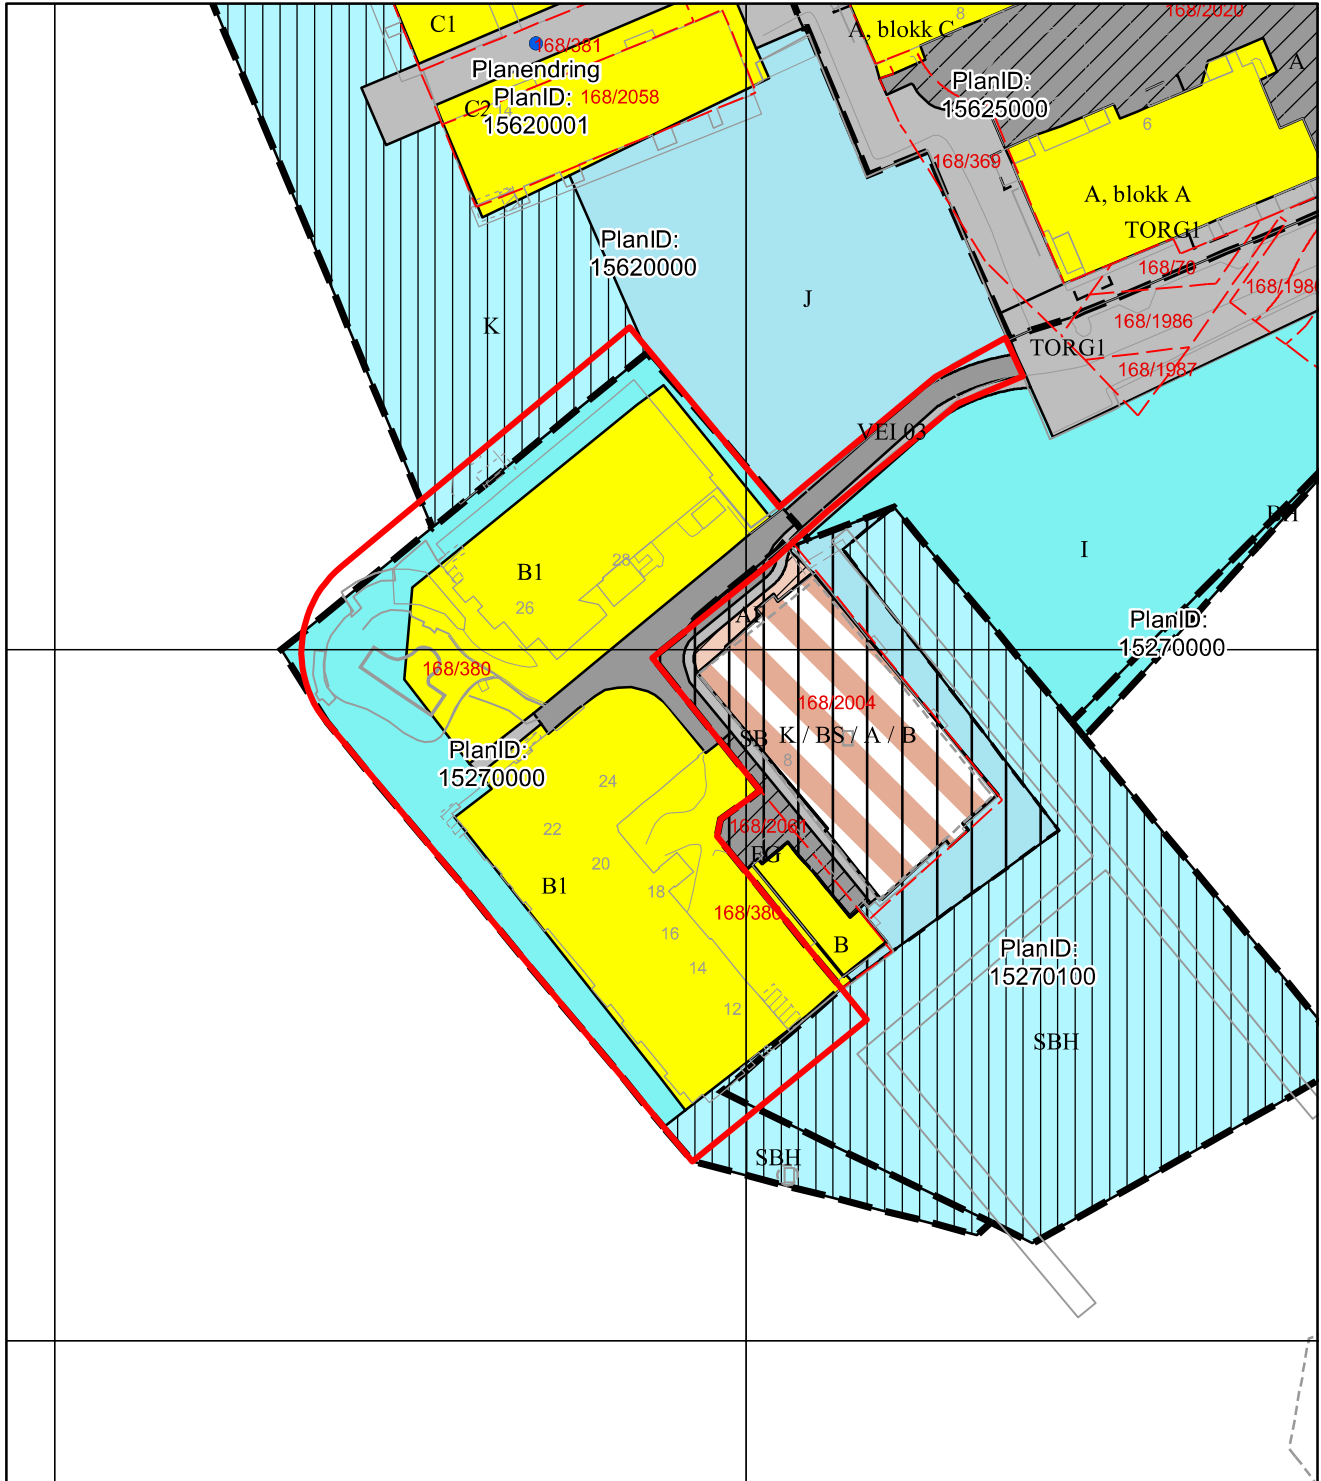 168/2020
C1
8
A, blokk C
168/381
A
Planendring
PlanID:
15625000
C2
14
PlanID:
15620001
168/2058
6
168/369
A, blokk A
TORG1
PlanID:
15620000
168/76
168/1986
J
K
168/1986
TORG1
168/1987
VEI 03
BH
I
28
B1
26
A
PlanID:
15270000
168/380
168/2004
SB
K / BS / A / B
8
PlanID:
15270000
24
22
168/2061
20
FG
18
B1
168/380
16
B
14
PlanID:
15270100
12
SBH
SBH